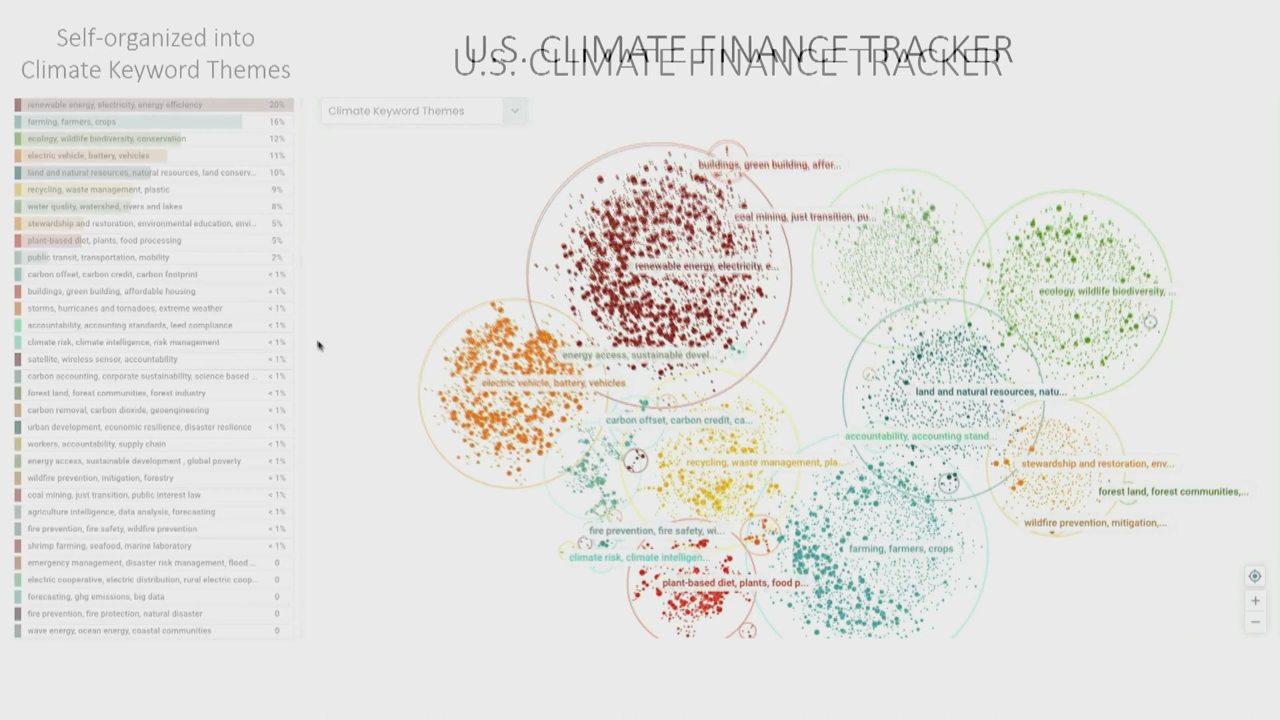 Self-organized into
Climate Keyword Themes
U.S. CLIMATE FINANCE TRACKER
U.S. CLIMATE FINANCE TRACKER
Climate Keyword Themes
renewable energy, electricity, energy efficiency 20%
farming, farmers, crops 16%
ecology, wildlife biodiversity, conservation 12%
electric vehicle, battery, vehicles 11%
land and natural resources, natural resources, land conserv... 10%
recycling, waste management, plastic 9%
water quality, watershed, rivers and lakes 8%
stewardship and restoration, environmental education, envi... 5%
plant-based diet, plants, food processing 5%
public transit, transportation, mobility 2%
carbon offset, carbon credit, carbon footprint < 1%
buildings, green building, affordable housing < 1%
storms, hurricanes and tornadoes, extreme weather < 1%
accountability, accounting standards, leed compliance < 1%
climate risk, climate intelligence, risk management < 1%
satellite, wireless sensor, accountability < 1%
carbon accounting, corporate sustainability, science based ... < 1%
forest land, forest communities, forest industry < 1%
carbon removal, carbon dioxide, geoengineering < 1%
urban development, economic resilience, disaster resilience < 1%
workers, accountability, supply chain < 1%
energy access, sustainable development , global poverty < 1%
wildfire prevention, mitigation, forestry < 1%
coal mining, just transition, public interest law < 1%
agriculture intelligence, data analysis, forecasting < 1%
fire prevention, fire safety, wildfire prevention < 1%
shrimp farming, seafood, marine laboratory < 1%
emergency management, disaster risk management, flood ... 0
electric cooperative, electric distribution, rural electric coop... 0
forecasting, ghg emissions, big data 0
fire prevention, fire protection, natural disaster 0
wave energy, ocean energy, coastal communities 0
buildings, green building, affor...
coal mining, just transition, pu...
renewable energy, electricity, e...
ecology, wildlife biodiversity, ...
energy access, sustainable devel...
electric vehicle, battery, vehicles
land and natural resources, natu...
carbon offset, carbon credit, ca...
accountability, accounting stand...
recycling, waste management, pla...
stewardship and restoration, env...
forest land, forest communities,...
wildfire prevention, mitigation,...
fire prevention, fire safety, wi...
farming, farmers, crops
climate risk, climate intelligen...
plant-based diet, plants, food p...